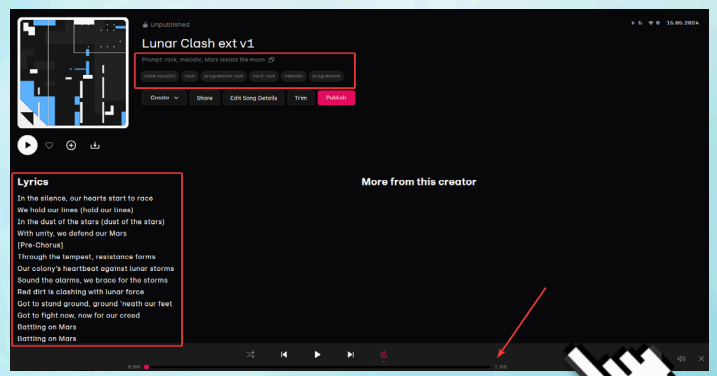 Unpublished
6 0 15.05.2024
Lunar Clash ext v1
Prompt: rock, melodic, Mars resists the moon
male vocalist rock progressive rock hard rock melodic progressive
Create Share Edit Song Details Trim Publish
Lyrics
More from this creator
In the silence, our hearts start to race
We hold our lines (hold our lines)
In the dust of the stars (dust of the stars)
With unity, we defend our Mars
[Pre-Chorus]
Through the tempest, resistance forms
Our colony's heartbeat against lunar storms
Sound the alarms, we brace for the storms
Red dirt is clashing with lunar force
Got to stand ground, ground 'neath our feet
Got to fight now, now for our creed
Battling on Mars
Battling on Mars
0:00 1:05